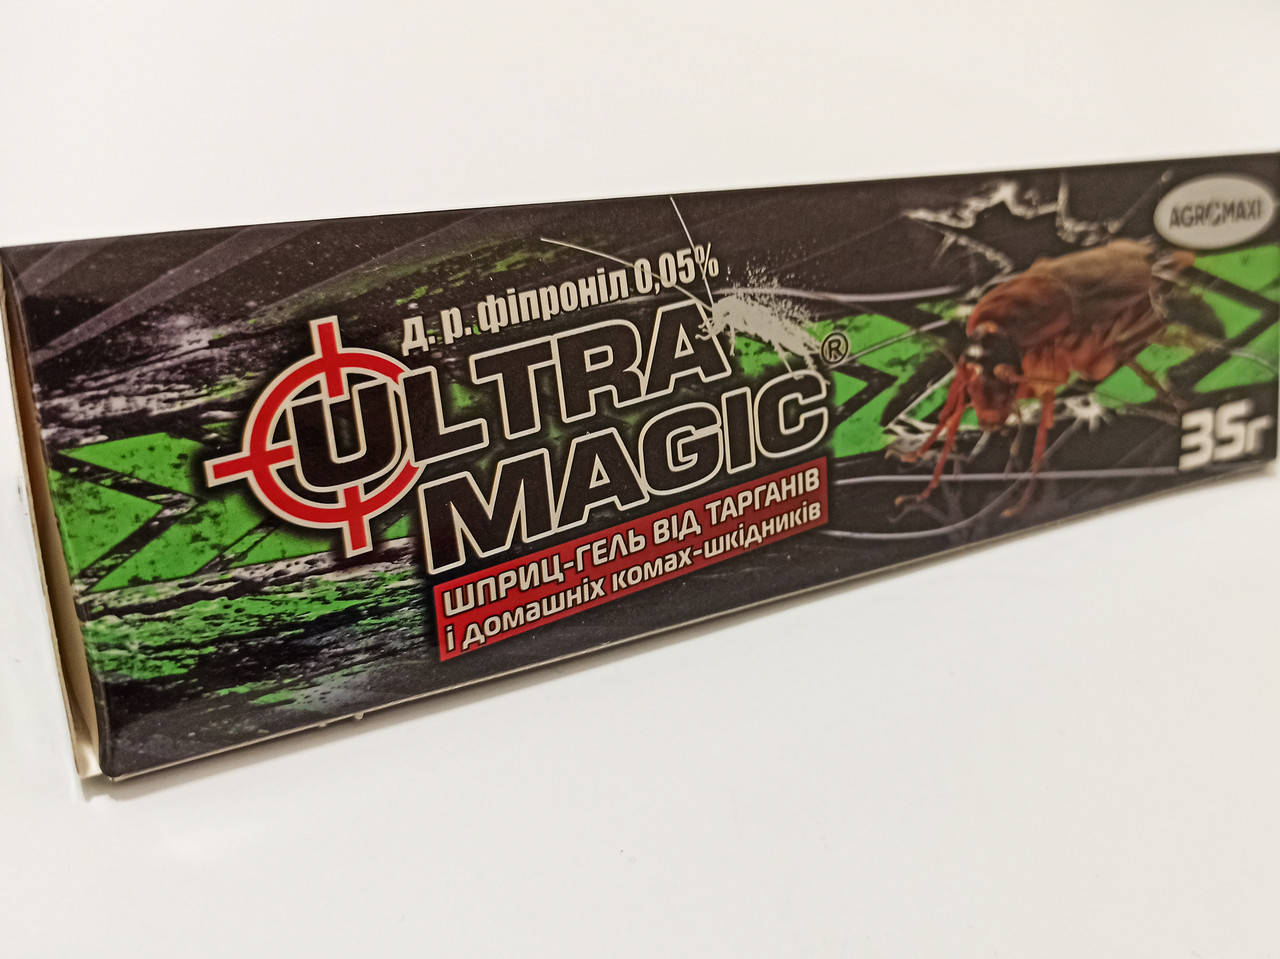 AGROMAXI
д. р. фіпроніл 0,05%
ULTRA
MAGIC®
ШПРИЦ-ГЕЛЬ ВІД ТАРГАНІВ
і домашніх комах-шкідників
35г